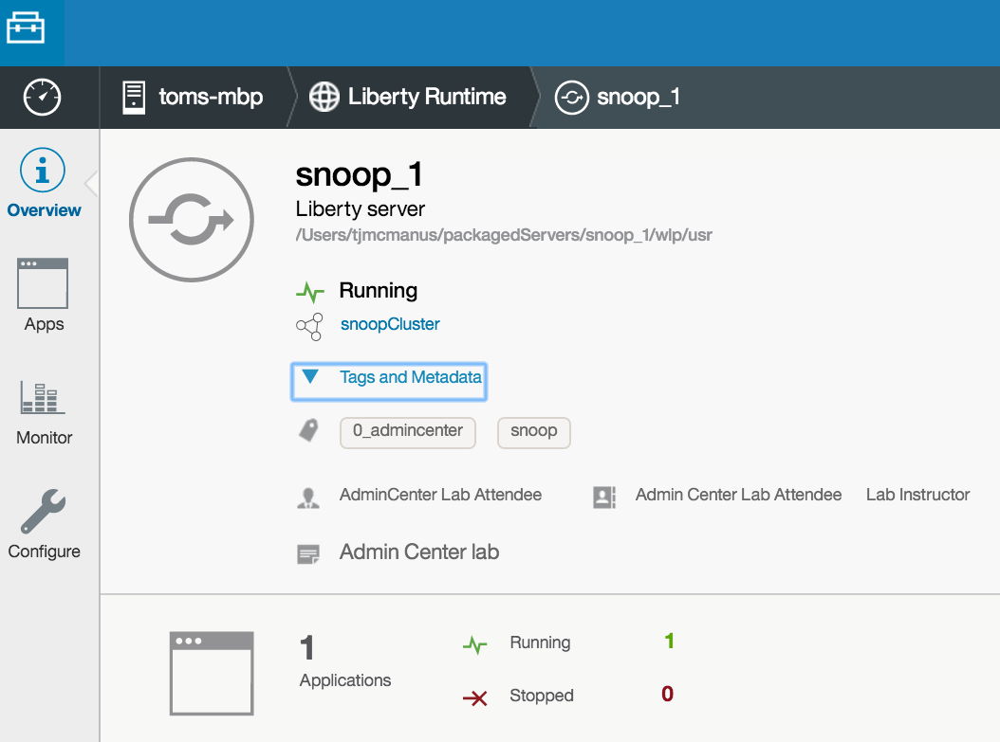 toms-mbp Liberty Runtime snoop_1
Overview
Apps
Monitor
Configure
snoop_1
Liberty server
/Users/tjmcmanus/packagedServers/snoop_1/wlp/usr
Running
snoopCluster
Tags and Metadata
0_admincenter snoop
AdminCenter Lab Attendee Admin Center Lab Attendee Lab Instructor
Admin Center lab
1
Applications
Running 1
Stopped 0